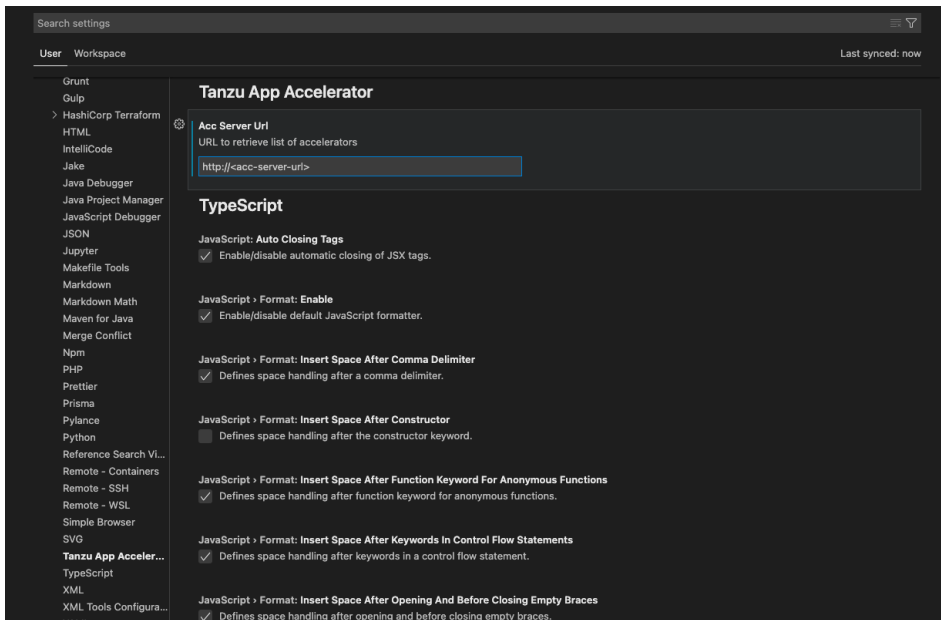 Search settings
User Workspace Last synced: now
Grunt
Gulp
HashiCorp Terraform
HTML
IntelliCode
Jake
Java Debugger
Java Project Manager
JavaScript Debugger
JSON
Jupyter
Makefile Tools
Markdown
Markdown Math
Maven for Java
Merge Conflict
Npm
PHP
Prettier
Prisma
Pylance
Python
Reference Search Vi...
Remote - Containers
Remote - SSH
Remote - WSL
Simple Browser
SVG
Tanzu App Acceler...
TypeScript
XML
XML Tools Configura...
Tanzu App Accelerator
Acc Server Url
URL to retrieve list of accelerators
http://<acc-server-url>
TypeScript
JavaScript: Auto Closing Tags
Enable/disable automatic closing of JSX tags.
JavaScript › Format: Enable
Enable/disable default JavaScript formatter.
JavaScript › Format: Insert Space After Comma Delimiter
Defines space handling after a comma delimiter.
JavaScript › Format: Insert Space After Constructor
Defines space handling after the constructor keyword.
JavaScript › Format: Insert Space After Function Keyword For Anonymous Functions
Defines space handling after function keyword for anonymous functions.
JavaScript › Format: Insert Space After Keywords In Control Flow Statements
Defines space handling after keywords in a control flow statement.
JavaScript › Format: Insert Space After Opening And Before Closing Empty Braces
Defines space handling after opening and before closing empty braces.